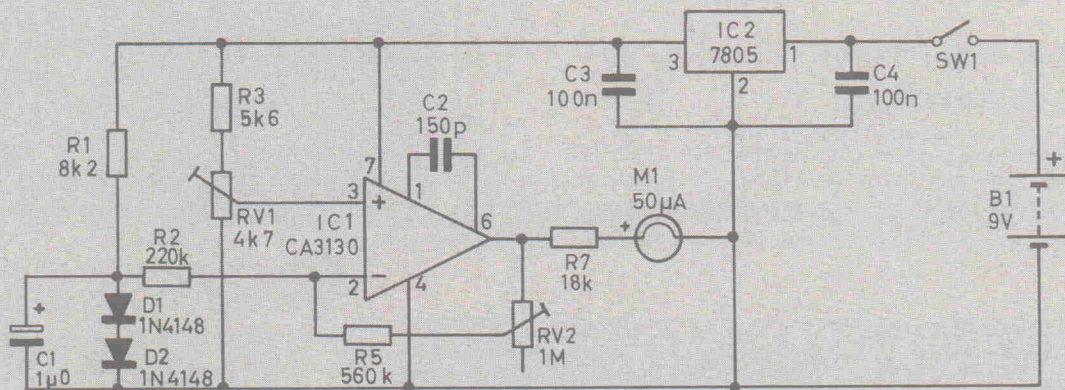 IC2
7805
3
1
2
SW1
C3
100n
C4
100n
R3
5k6
C2
150p
R1
8k2
7
1
M1
50µA
+
B1
9V
3
+
IC1
CA3130
6
RV1
4k7
R2
220k
−
2
4
R7
18k
+
+
D1
1N4148
C1
1µ0
D2
1N4148
R5
560k
RV2
1M